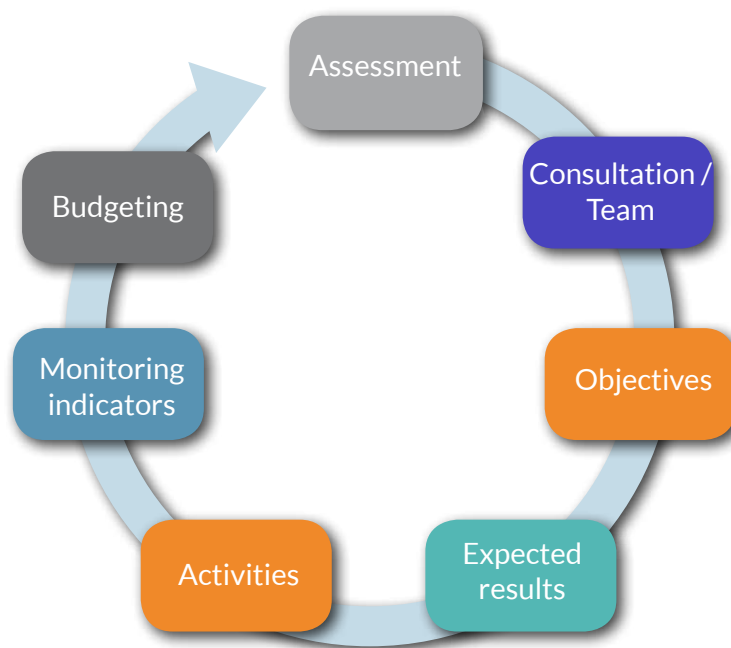 Assessment
Consultation /
Team
Objectives
Expected
results
Activities
Monitoring
indicators
Budgeting